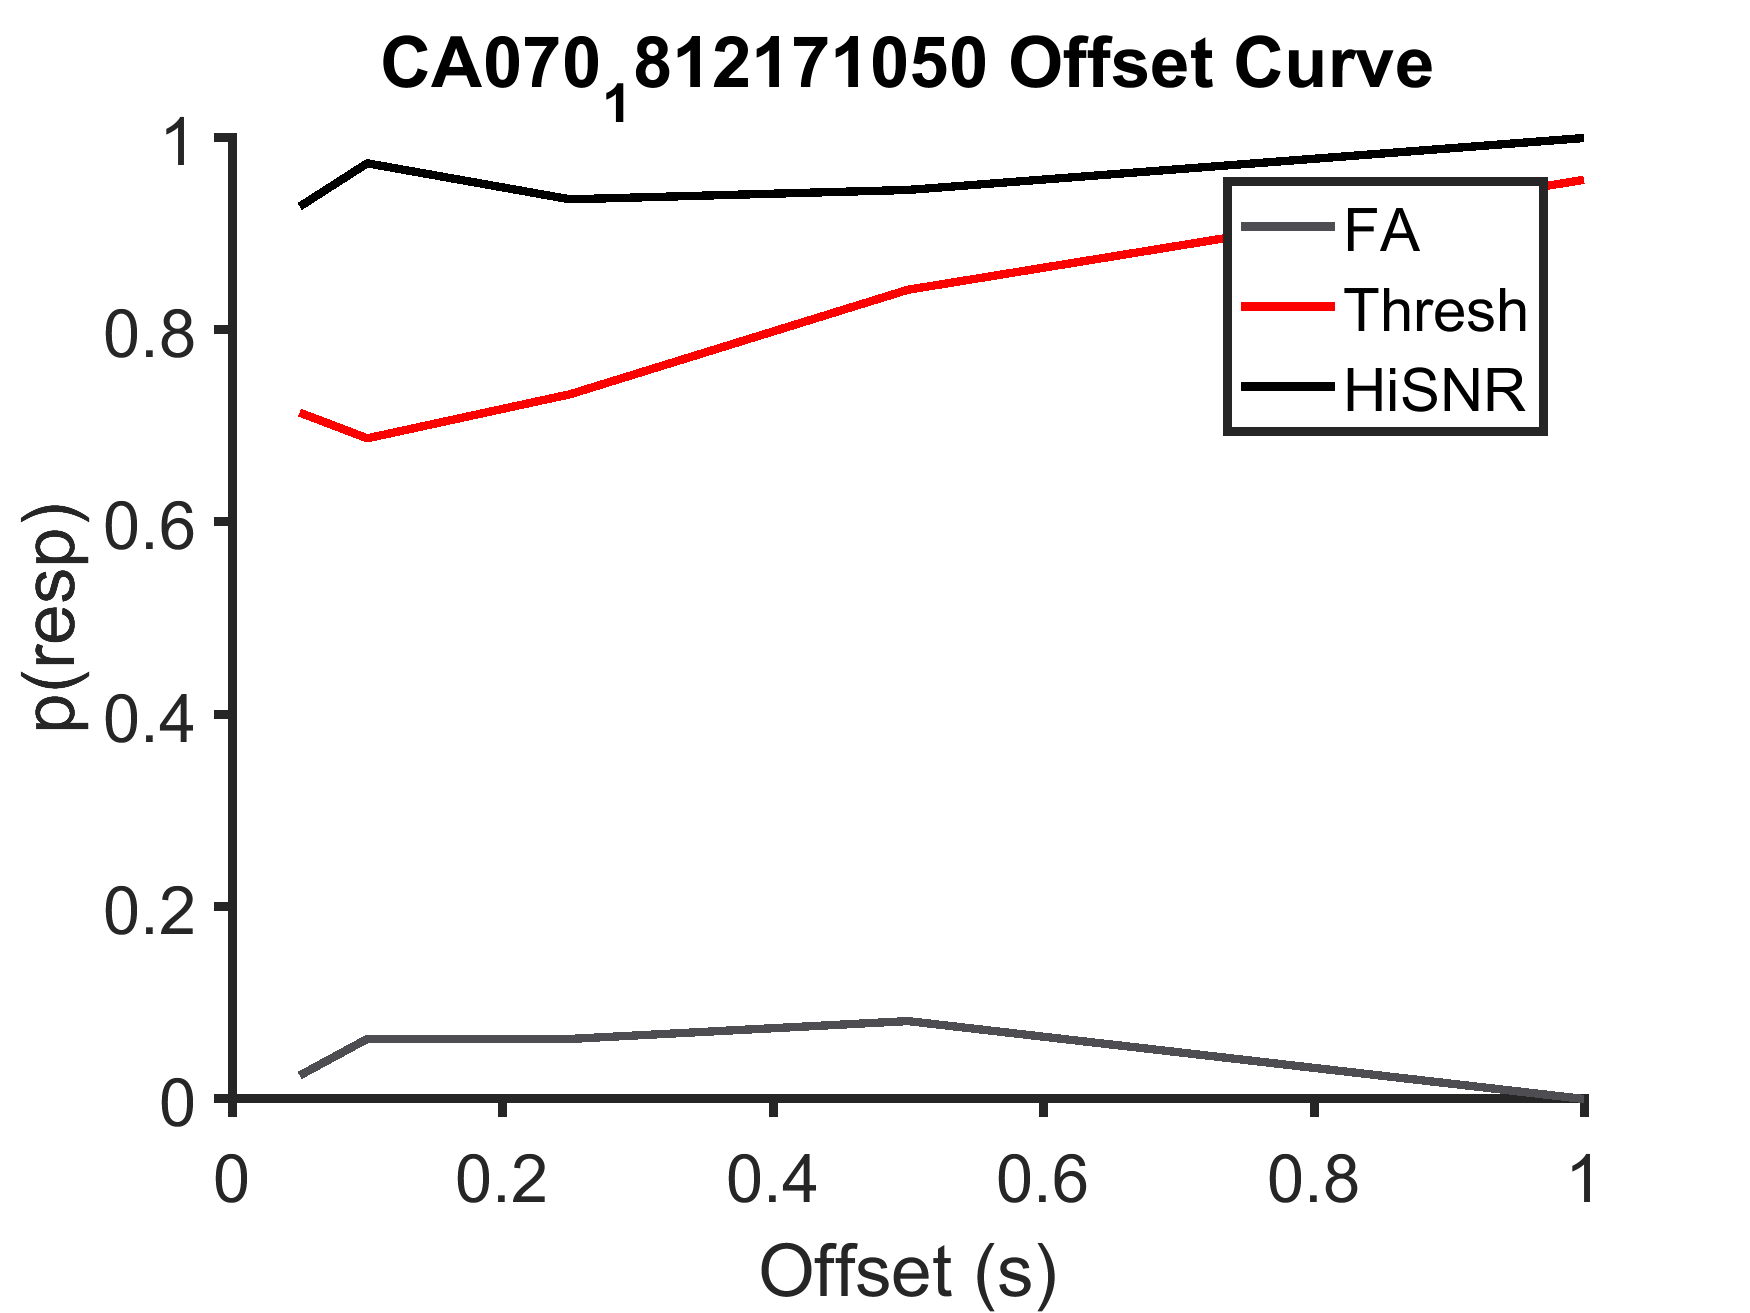 CA070₁812171050 Offset Curve
1
0.8
0.6
0.4
0.2
0
p(resp)
FA
Thresh
HiSNR
0 0.2 0.4 0.6 0.8 1
Offset (s)